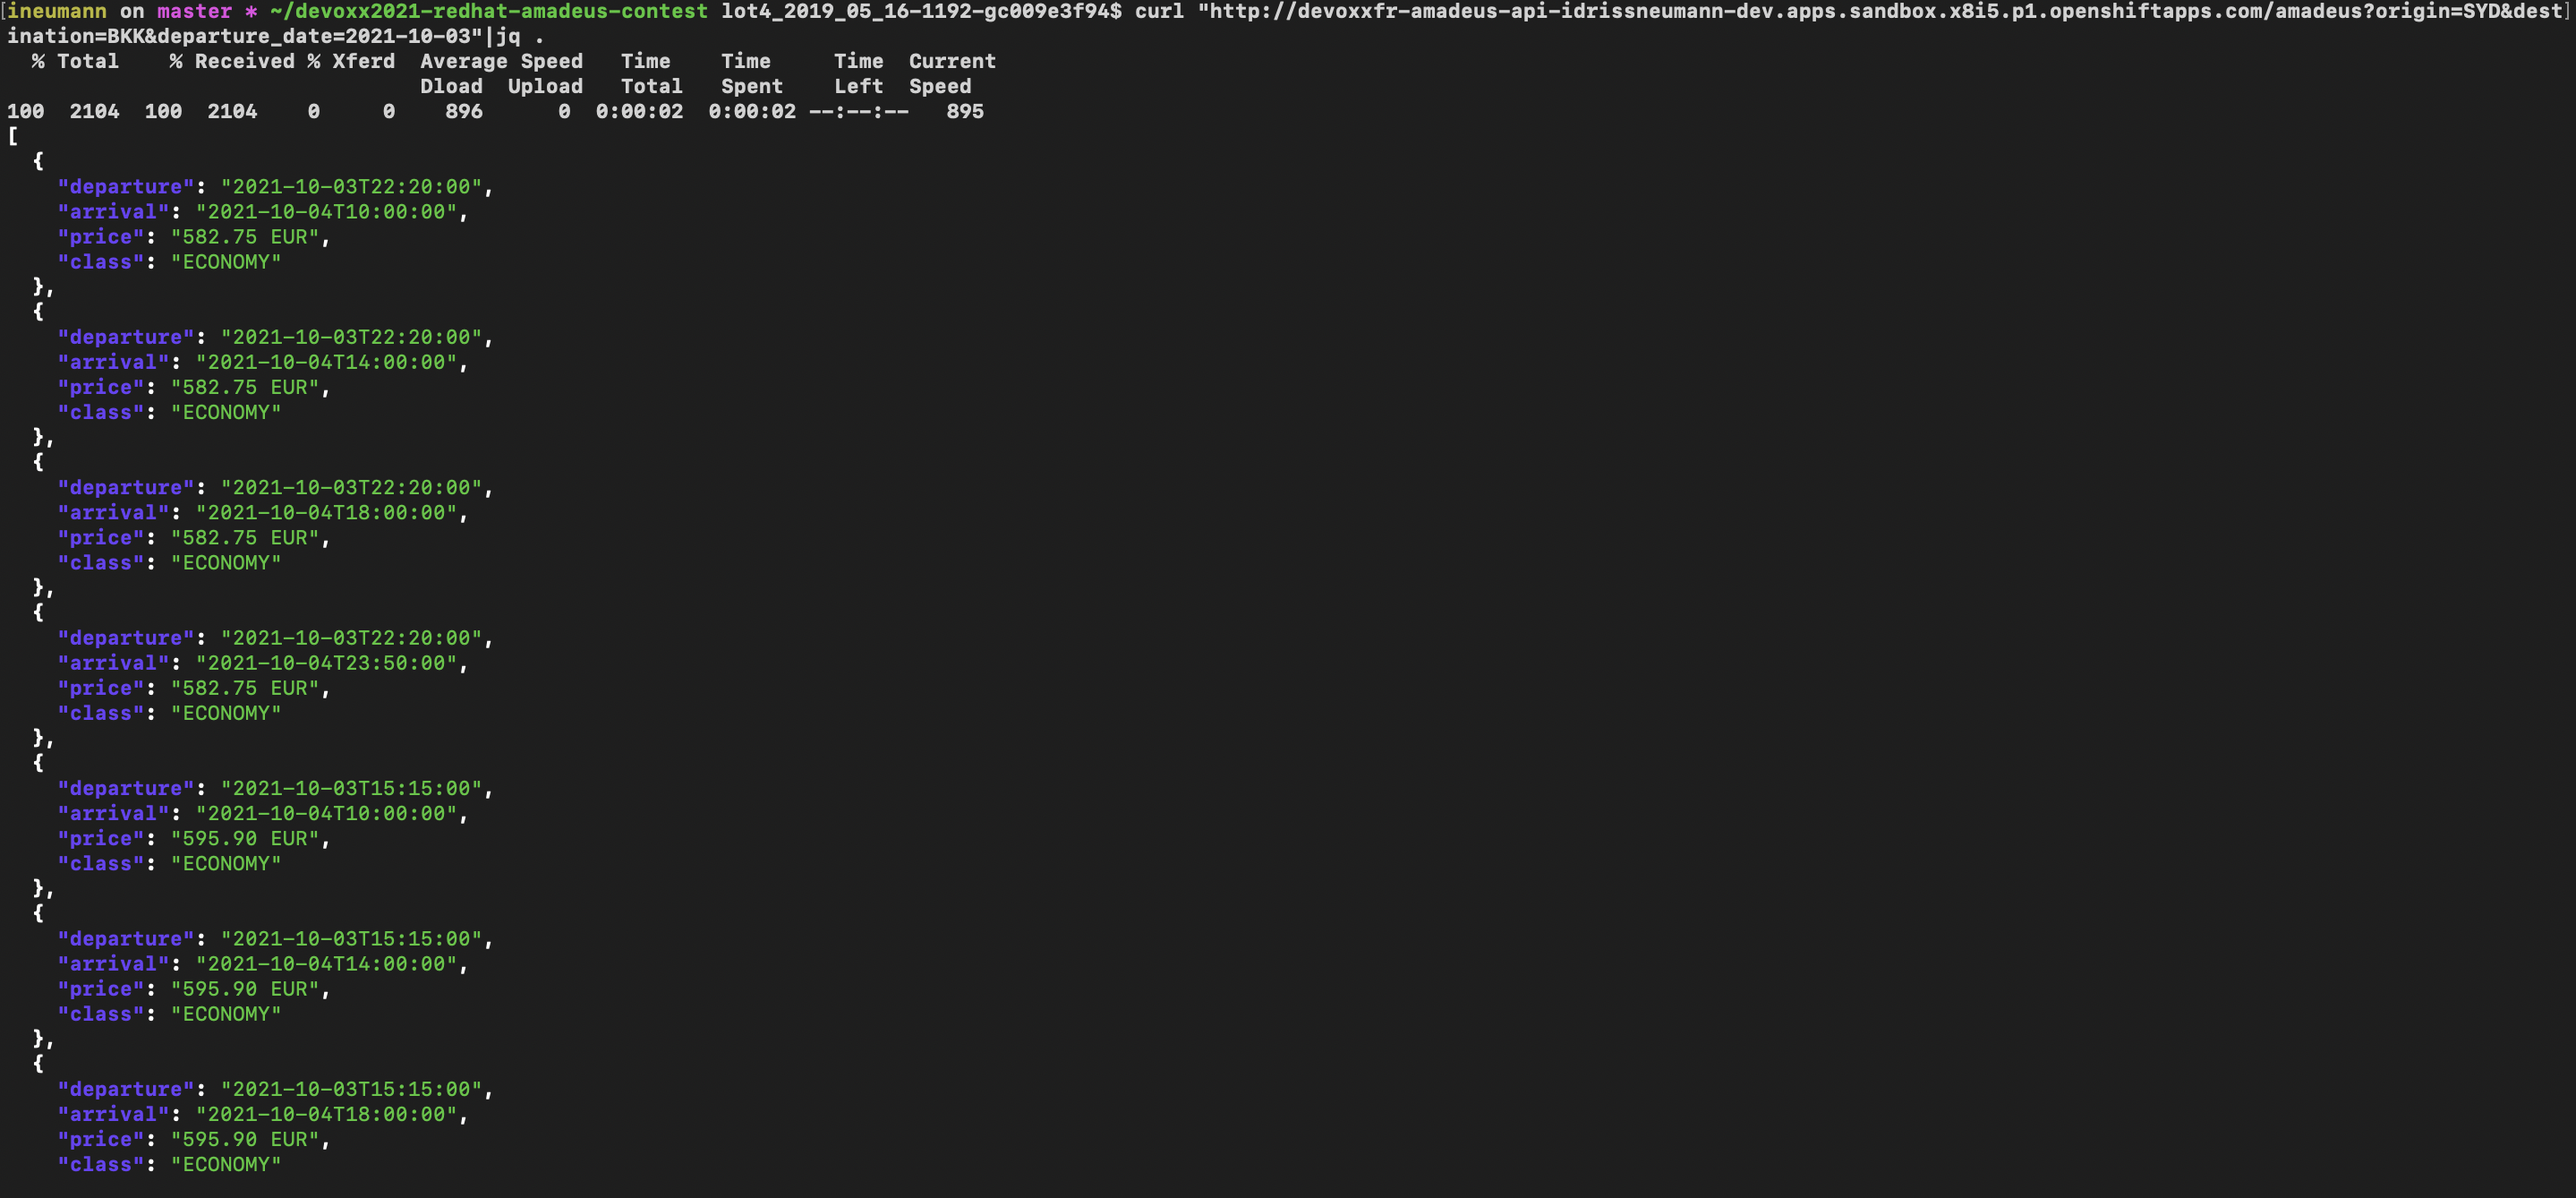 [ineumann on master * ~/devoxx2021-redhat-amadeus-contest lot4_2019_05_16-1192-gc009e3f94$ curl "http://devoxxfr-amadeus-api-idrissneumann-dev.apps.sandbox.x8i5.p1.openshiftapps.com/amadeus?origin=SYD&dest]
ination=BKK&departure_date=2021-10-03"|jq .
  % Total    % Received % Xferd  Average Speed   Time    Time     Time  Current
                                 Dload  Upload   Total   Spent    Left  Speed
100  2104  100  2104    0     0    896      0  0:00:02  0:00:02 --:--:--   895
[
  {
    "departure": "2021-10-03T22:20:00",
    "arrival": "2021-10-04T10:00:00",
    "price": "582.75 EUR",
    "class": "ECONOMY"
  },
  {
    "departure": "2021-10-03T22:20:00",
    "arrival": "2021-10-04T14:00:00",
    "price": "582.75 EUR",
    "class": "ECONOMY"
  },
  {
    "departure": "2021-10-03T22:20:00",
    "arrival": "2021-10-04T18:00:00",
    "price": "582.75 EUR",
    "class": "ECONOMY"
  },
  {
    "departure": "2021-10-03T22:20:00",
    "arrival": "2021-10-04T23:50:00",
    "price": "582.75 EUR",
    "class": "ECONOMY"
  },
  {
    "departure": "2021-10-03T15:15:00",
    "arrival": "2021-10-04T10:00:00",
    "price": "595.90 EUR",
    "class": "ECONOMY"
  },
  {
    "departure": "2021-10-03T15:15:00",
    "arrival": "2021-10-04T14:00:00",
    "price": "595.90 EUR",
    "class": "ECONOMY"
  },
  {
    "departure": "2021-10-03T15:15:00",
    "arrival": "2021-10-04T18:00:00",
    "price": "595.90 EUR",
    "class": "ECONOMY"